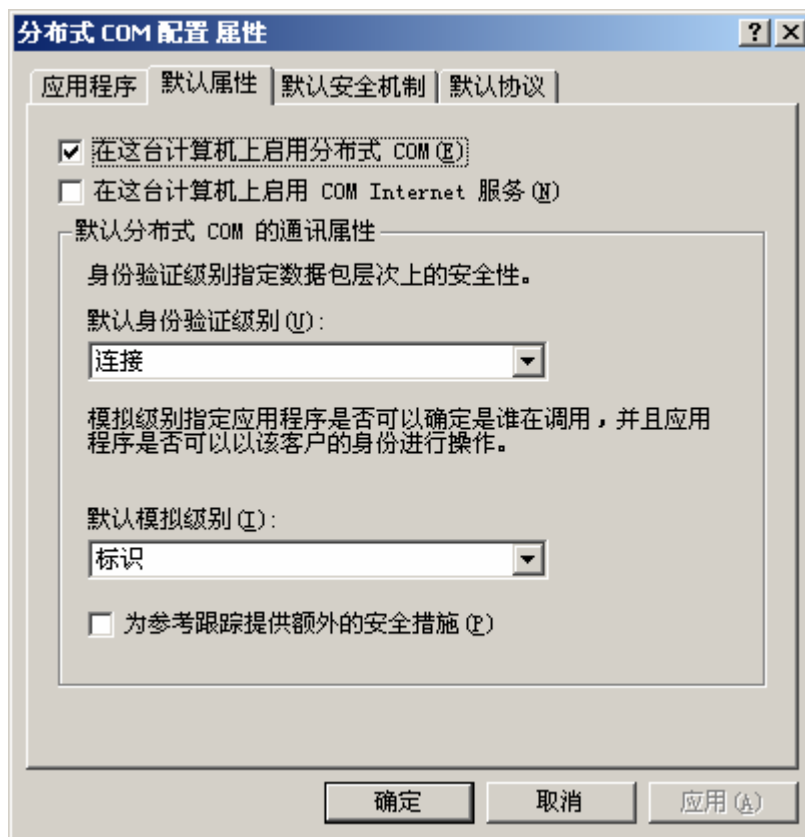 分布式 COM 配置 属性
应用程序 默认属性 默认安全机制 默认协议
在这台计算机上启用分布式 COM(E)
在这台计算机上启用 COM Internet 服务(N)
默认分布式 COM 的通讯属性
身份验证级别指定数据包层次上的安全性。
默认身份验证级别(U):
连接
模拟级别指定应用程序是否可以确定是谁在调用，并且应用
程序是否可以以该客户的身份进行操作。
默认模拟级别(I):
标识
为参考跟踪提供额外的安全措施(P)
确定 取消 应用(A)